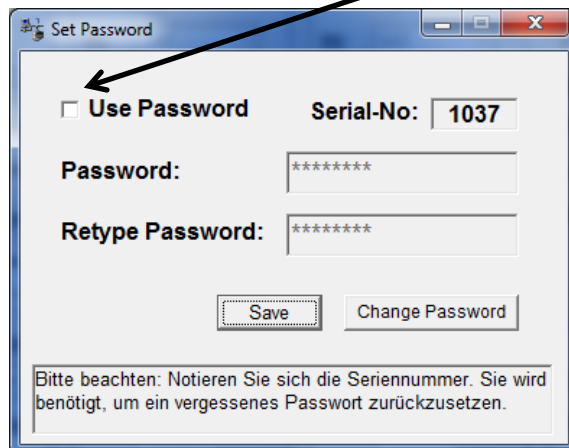 Set Password
Use Password Serial-No: 1037
Password: ********
Retype Password: ********
Save Change Password
Bitte beachten: Notieren Sie sich die Seriennummer. Sie wird
benötigt, um ein vergessenes Passwort zurückzusetzen.